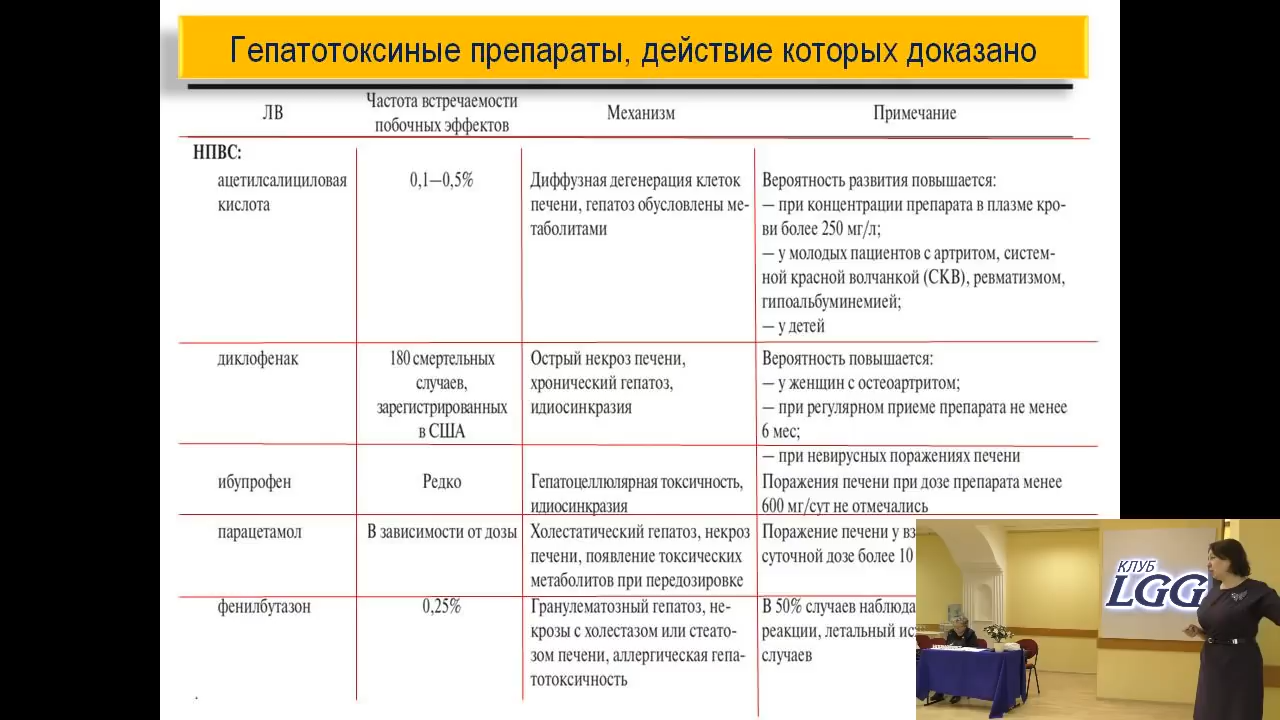 Гепатотоксиные препараты, действие которых доказано
ЛВ
Частота встречаемости
побочных эффектов
Механизм
Примечание
НПВС:
ацетилсалициловая
кислота
0,1—0,5%
Диффузная дегенерация клеток
печени, гепатоз обусловлены ме-
таболитами
Вероятность развития повышается:
— при концентрации препарата в плазме кро-
ви более 250 мг/л;
— у молодых пациентов с артритом, систем-
ной красной волчанкой (СКВ), ревматизмом,
гипоальбуминемией;
— у детей
диклофенак
180 смертельных
случаев,
зарегистрированных
в США
Острый некроз печени,
хронический гепатоз,
идиосинкразия
Вероятность повышается:
— у женщин с остеоартритом;
— при регулярном приеме препарата не менее
6 мес;
— при невирусных поражениях печени
ибупрофен
Редко
Гепатоцеллюлярная токсичность,
идиосинкразия
Поражения печени при дозе препарата менее
600 мг/сут не отмечались
парацетамол
В зависимости от дозы
Холестатический гепатоз, некроз
печени, появление токсических
метаболитов при передозировке
Поражение печени у
суточной дозе более 10
фенилбутазон
0,25%
Гранулематозный гепатоз, не-
крозы с холестазом или стеато-
зом печени, аллергическая гепа-
тотоксичность
В 50% случаев
реакции, летальный
случаев
КЛУБ
LGG